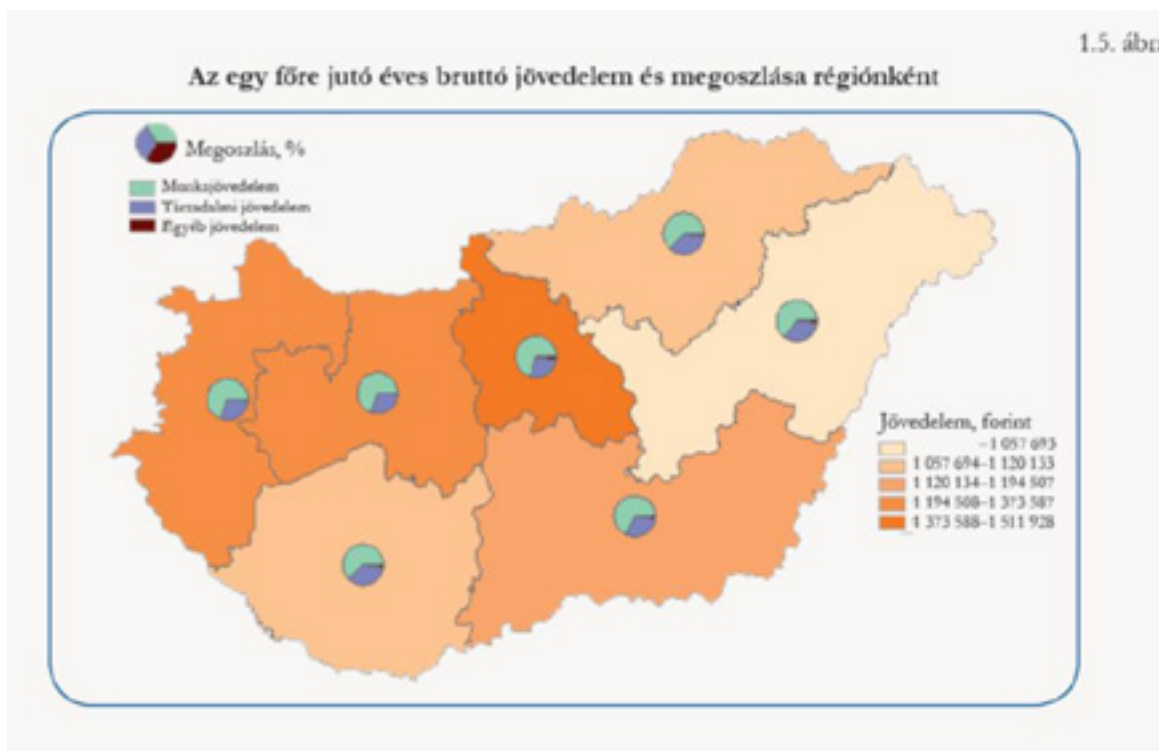 1.5. ábr
Az egy főre jutó éves bruttó jövedelem és megoszlása régiónként
Megoszlás, %
Munkajövedelem
Társadalmi jövedelem
Egyéb jövedelem
Jövedelem, forint
–1 057 693
1 057 694–1 120 133
1 120 134–1 194 507
1 194 508–1 373 587
1 373 588–1 511 928